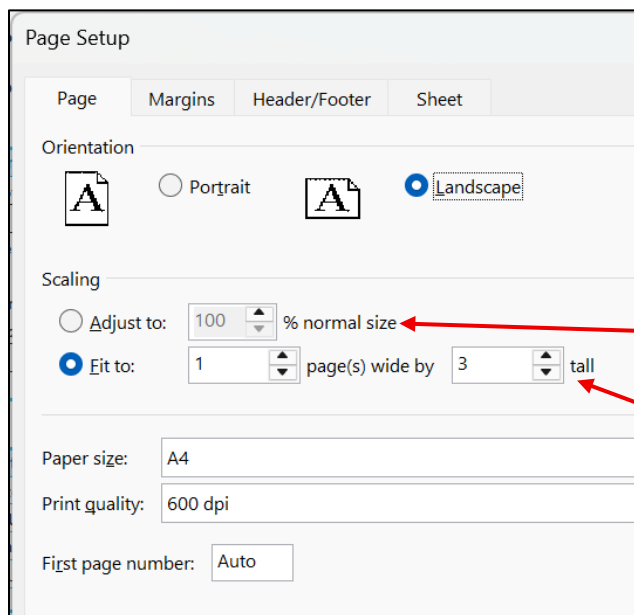 Page Setup
Page Margins Header/Footer Sheet
Orientation
A Portrait A Landscape
Scaling
Adjust to: 100 % normal size
Fit to: 1 page(s) wide by 3 tall
Paper size: A4
Print quality: 600 dpi
First page number: Auto